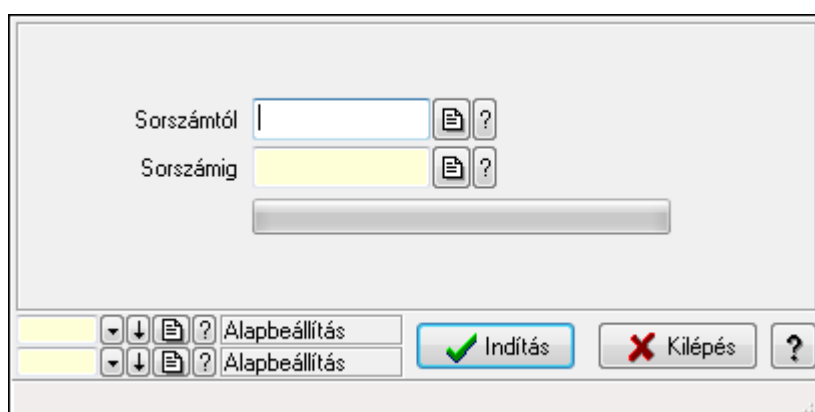 Sorszámtól ?
Sorszámig ?
? Alapbeállítás
? Alapbeállítás
Indítás
Kilépés
?